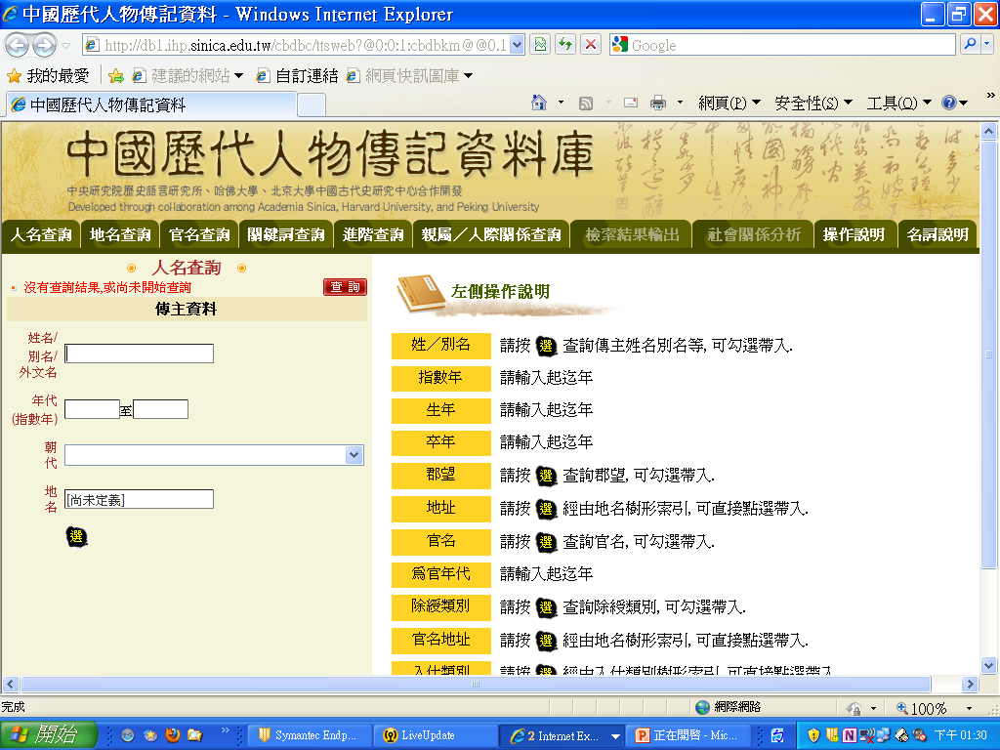 中國歷代人物傳記資料 - Windows Internet Explorer
http://db1.ihp.sinica.edu.tw/cbdbc/ttsweb?@0:0:1:cbdbkm@@0.1
Google
我的最愛
建議的網站
自訂連結
網頁快訊圖庫
中國歷代人物傳記資料
網頁(P)
安全性(S)
工具(O)
中國歷代人物傳記資料庫
中央研究院歷史語言研究所、哈佛大學、北京大學中國古代史研究中心合作開發
Developed through collaboration among Academia Sinica, Harvard University, and Peking University
人名查詢 地名查詢 官名查詢 關鍵詞查詢 進階查詢 親屬／人際關係查詢 檢索結果輸出 社會關係分析 操作說明 名詞說明
人名查詢
沒有查詢結果,或尚未開始查詢
查 詢
傳主資料
姓名/
別名/
外文名
年代
(指數年)
至
朝
代
地
名
[尚未定義]
選
左側操作說明
姓／別名 請按 選 查詢傳主姓名別名等, 可勾選帶入.
指數年 請輸入起迄年
生年 請輸入起迄年
卒年 請輸入起迄年
郡望 請按 選 查詢郡望, 可勾選帶入.
地址 請按 選 經由地名樹形索引, 可直接點選帶入.
官名 請按 選 查詢官名, 可勾選帶入.
為官年代 請輸入起迄年
除授類別 請按 選 查詢除授類別, 可勾選帶入.
官名地址 請按 選 經由地名樹形索引, 可直接點選帶入.
入仕類別 請按 選 經由入仕類別樹形索引, 可直接點選帶入
完成
網際網路
100%
開始
Symantec Endp...
LiveUpdate
2 Internet Ex...
正在開啓 - Mic...
下午 01:30